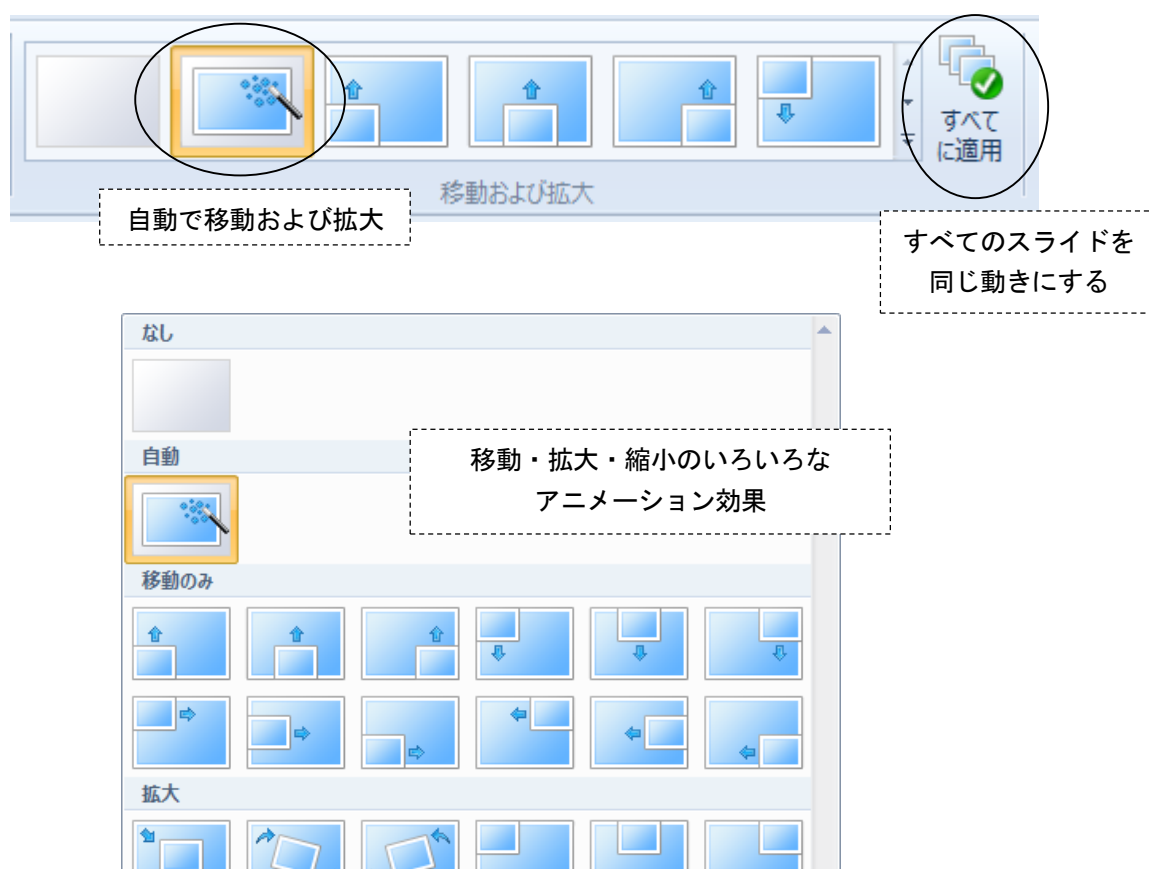 すべて
に適用
移動および拡大
自動で移動および拡大
すべてのスライドを
同じ動きにする
なし
自動
移動・拡大・縮小のいろいろな
アニメーション効果
移動のみ
拡大